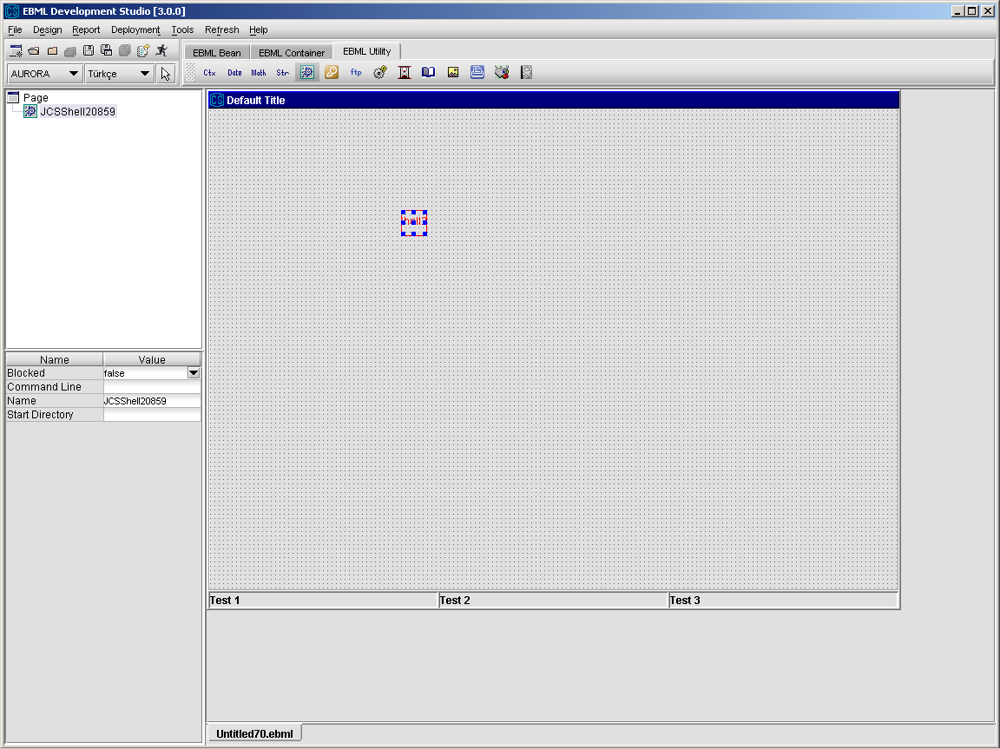 EBML Development Studio [3.0.0]
File Design Report Deployment Tools Refresh Help
EBML Bean EBML Container EBML Utility
AURORA Türkçe Ctx Date Math Str ftp
Page
JCSShell20859
CS Default Title
Name Value
Blocked false
Command Line
Name JCSShell20859
Start Directory
Test 1 Test 2 Test 3
Untitled70.ebml